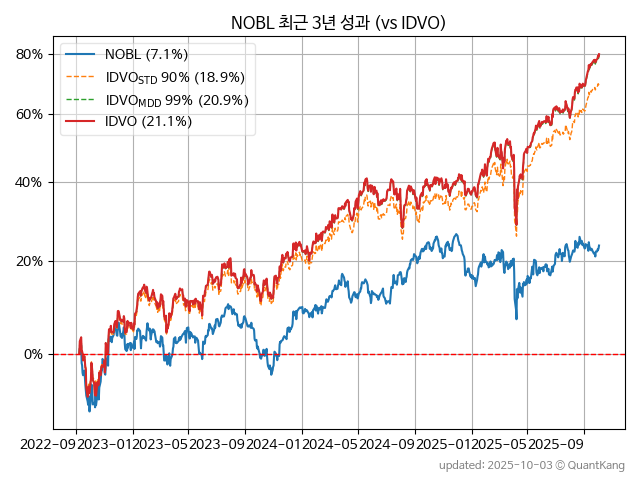 NOBL 최근 3년 성과 (vs IDVO)
NOBL (7.1%)
IDVO_STD 90% (18.9%)
IDVO_MDD 99% (20.9%)
IDVO (21.1%)
80%
60%
40%
20%
0%
2022-09 2023-01 2023-05 2023-09 2024-01 2024-05 2024-09 2025-01 2025-05 2025-09
updated: 2025-10-03 © QuantKang